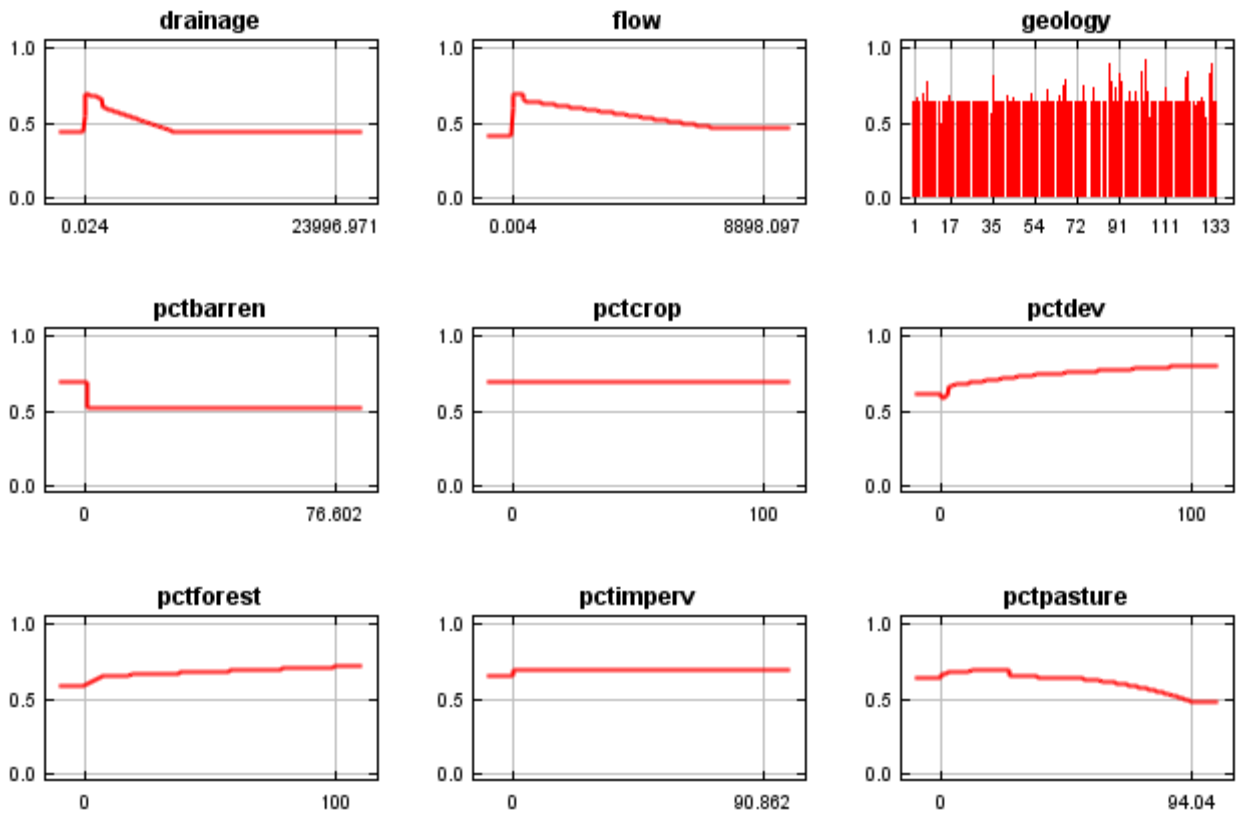 drainage flow geology
1.0 1.0 1.0
0.5 0.5 0.5
0.0 0.0 0.0
0.024 23996.971 0.004 8898.097 1 17 35 54 72 91 111 133
pctbarren pctcrop pctdev
1.0 1.0 1.0
0.5 0.5 0.5
0.0 0.0 0.0
0 76.602 0 100 0 100
pctforest pctimperv pctpasture
1.0 1.0 1.0
0.5 0.5 0.5
0.0 0.0 0.0
0 100 0 90.862 0 94.04